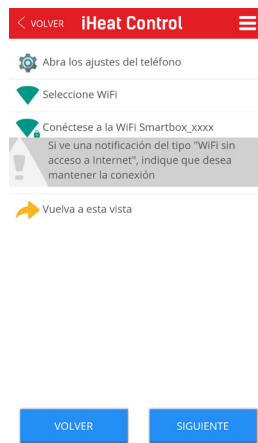 < VOLVER iHeat Control
Abra los ajustes del teléfono
Seleccione WiFi
Conéctese a la WiFi Smartbox_xxxx
Si ve una notificación del tipo "WiFi sin
acceso a Internet", indique que desea
mantener la conexión
Vuelva a esta vista
VOLVER SIGUIENTE